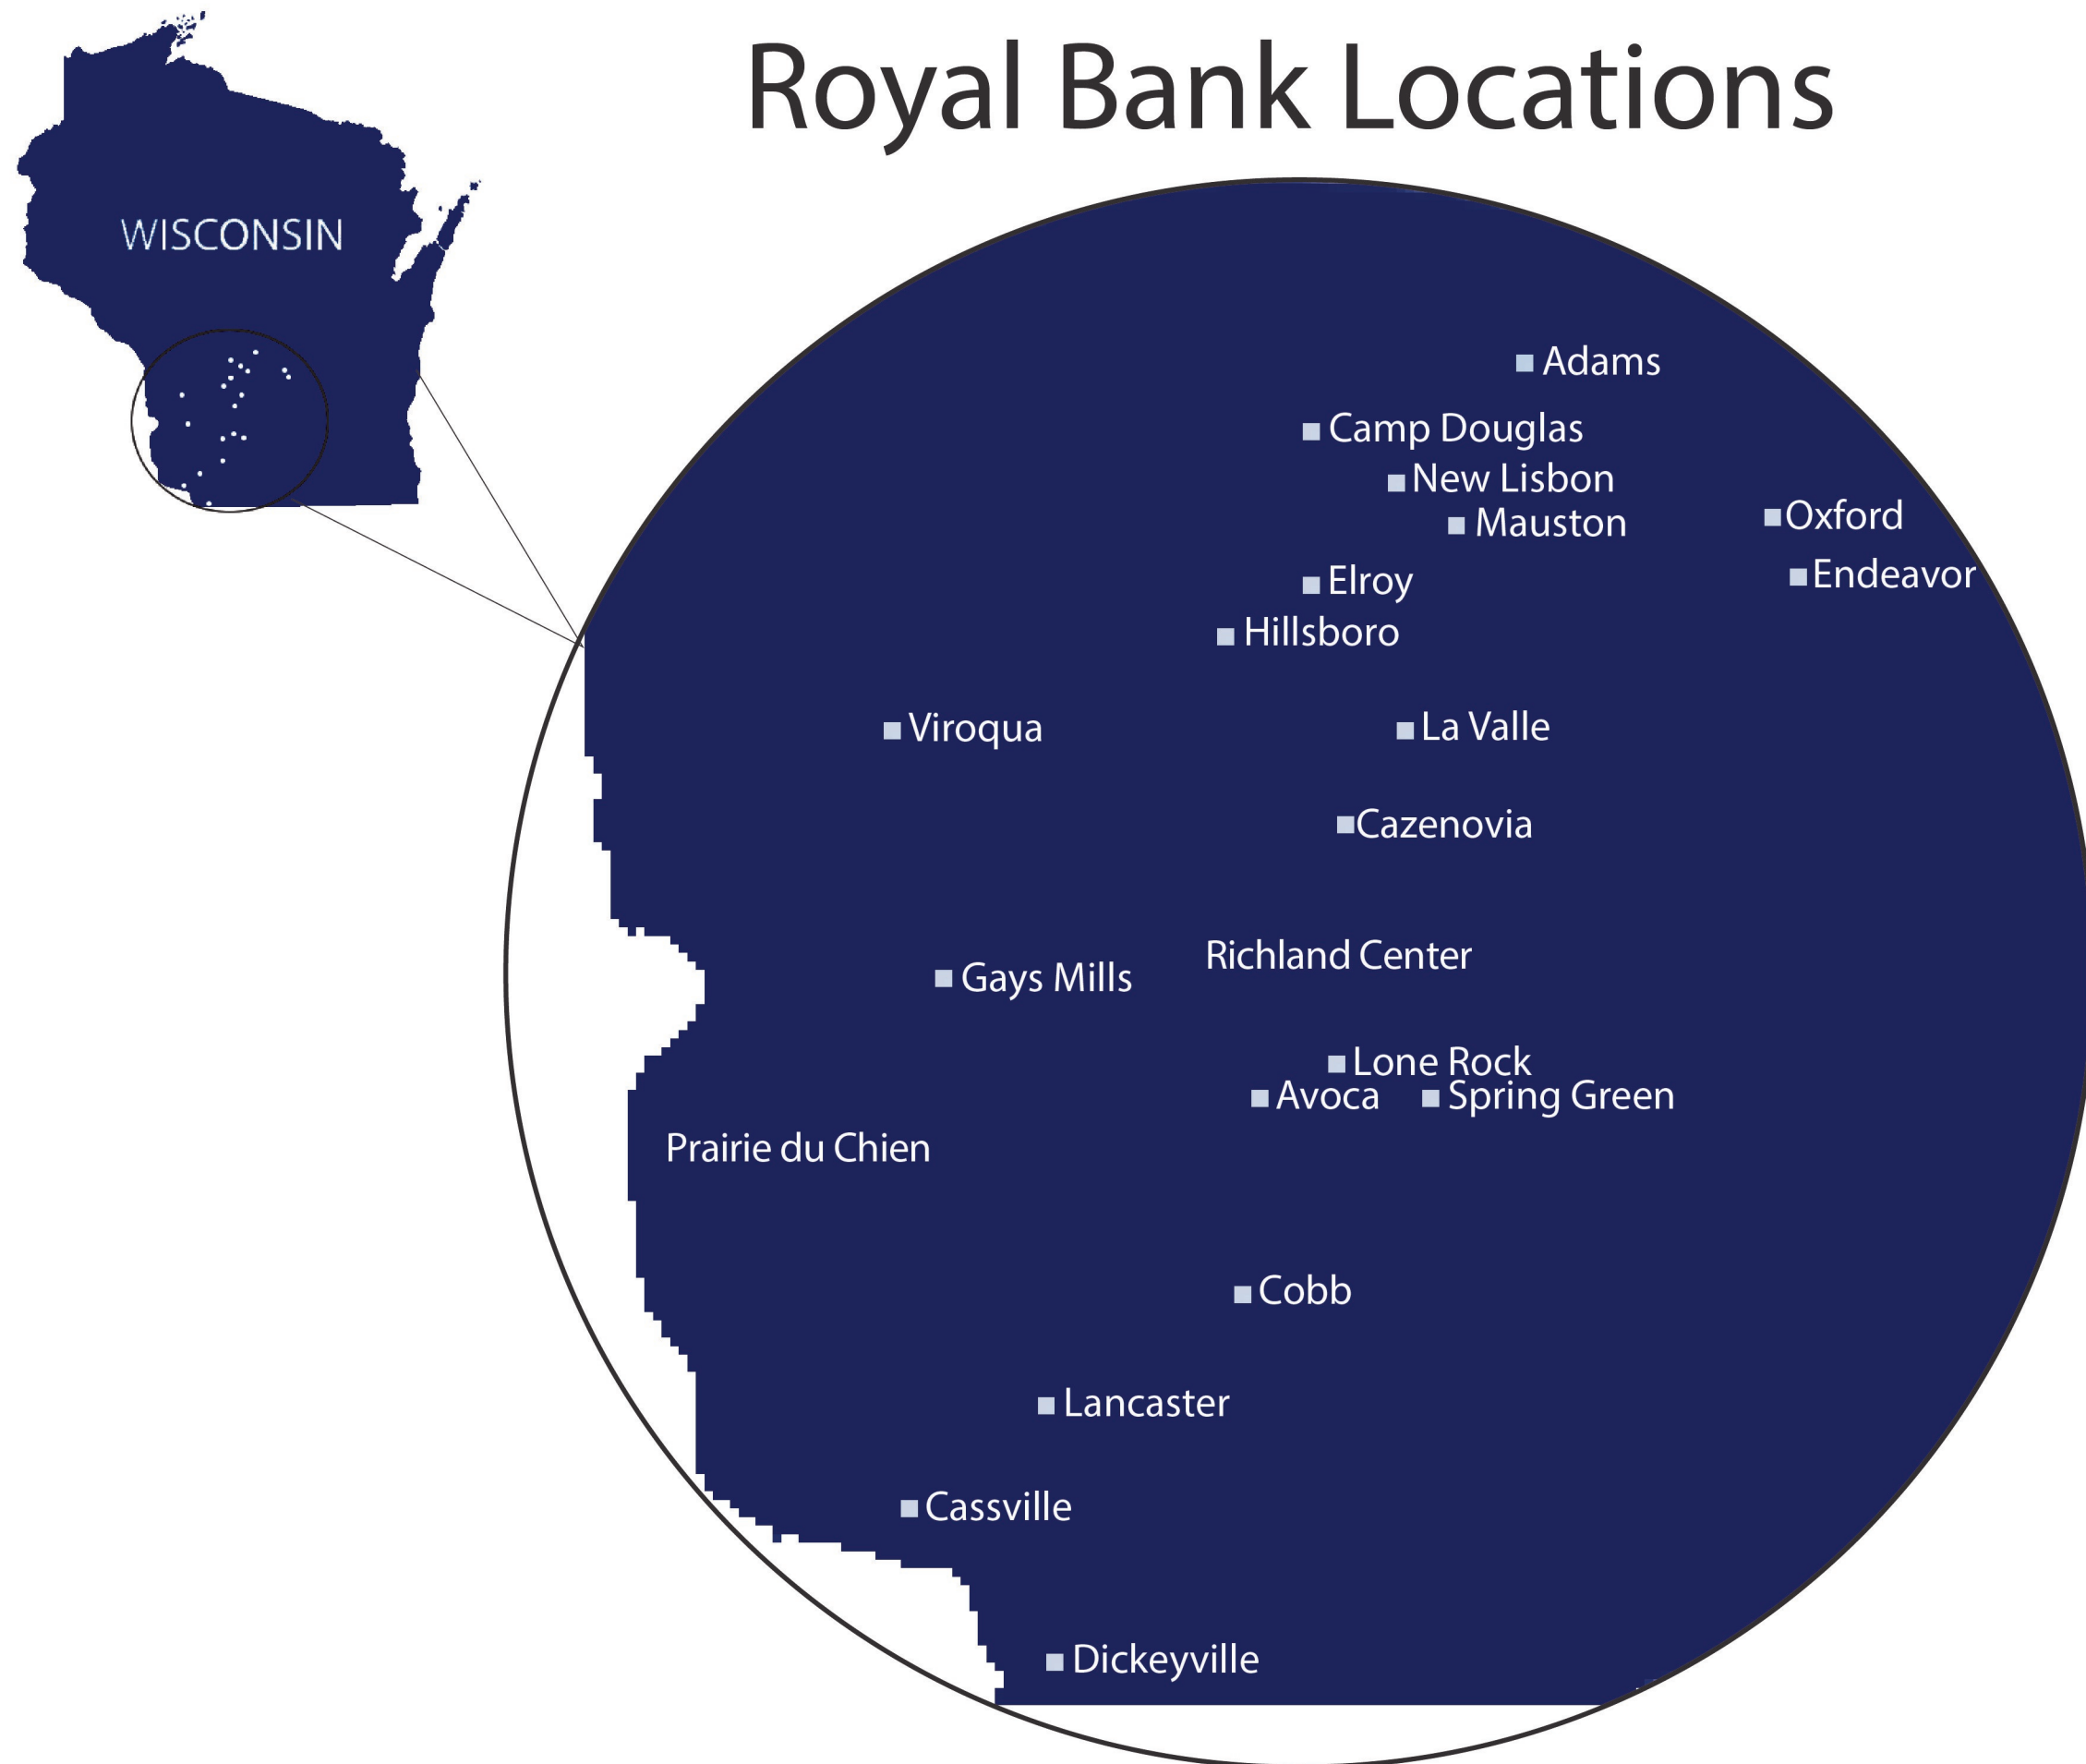 Royal Bank Locations
WISCONSIN
Adams
Camp Douglas
New Lisbon
Oxford
Mauston
Endeavor
Elroy
Hillsboro
Viroqua
La Valle
Cazenovia
Richland Center
Gays Mills
Lone Rock
Avoca
Spring Green
Prairie du Chien
Cobb
Lancaster
Cassville
Dickeyville